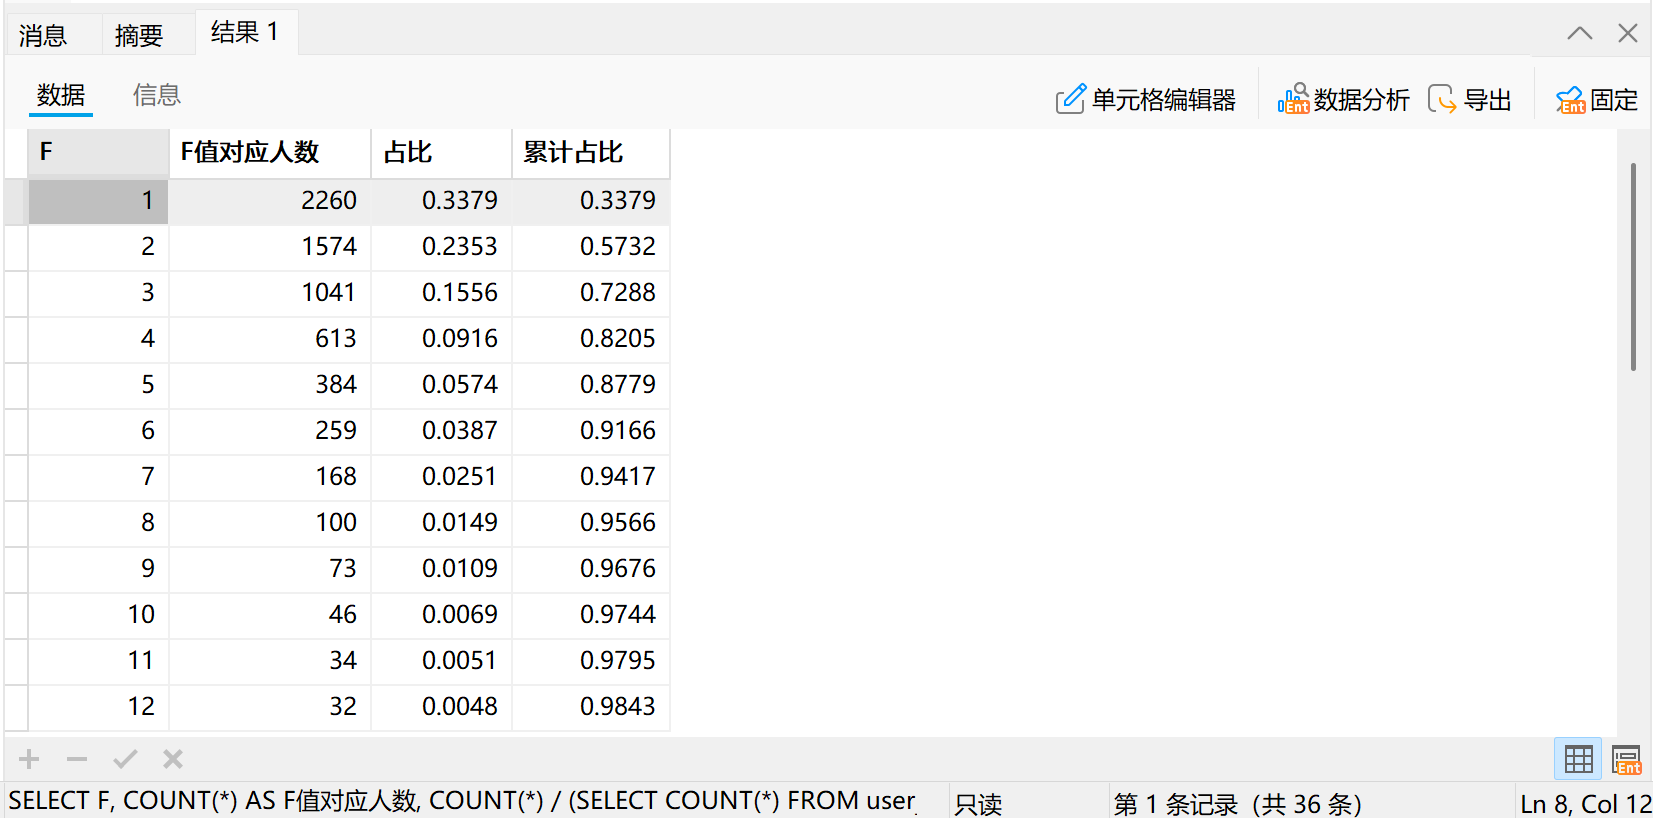 消息 摘要 结果 1
数据 信息 单元格编辑器 数据分析 导出 固定
F F值对应人数 占比 累计占比
1 2260 0.3379 0.3379
2 1574 0.2353 0.5732
3 1041 0.1556 0.7288
4 613 0.0916 0.8205
5 384 0.0574 0.8779
6 259 0.0387 0.9166
7 168 0.0251 0.9417
8 100 0.0149 0.9566
9 73 0.0109 0.9676
10 46 0.0069 0.9744
11 34 0.0051 0.9795
12 32 0.0048 0.9843
Ent Ent Ent
SELECT F, COUNT(*) AS F值对应人数, COUNT(*) / (SELECT COUNT(*) FROM user_ 只读 第 1 条记录（共 36 条） Ln 8, Col 12